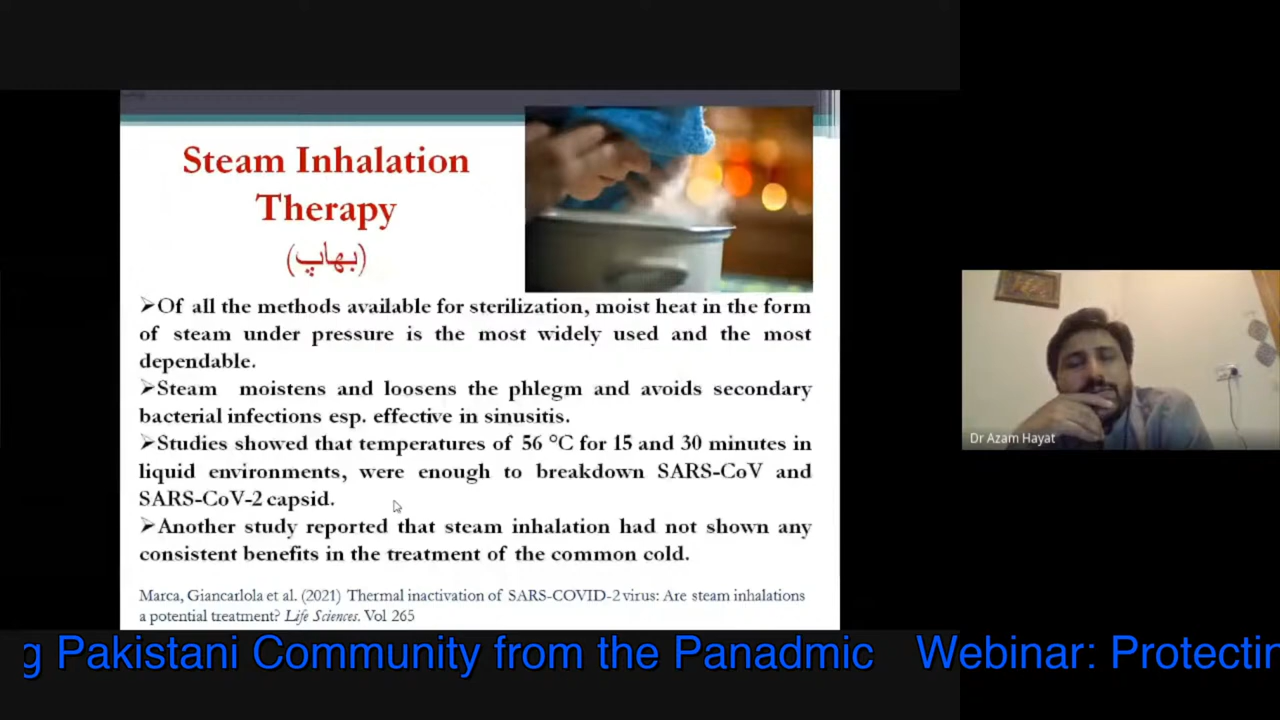 Steam Inhalation
Therapy
(بھاپ)
➤Of all the methods available for sterilization, moist heat in the form
of steam under pressure is the most widely used and the most
dependable.
➤Steam moistens and loosens the phlegm and avoids secondary
bacterial infections esp. effective in sinusitis.
➤Studies showed that temperatures of 56 °C for 15 and 30 minutes in
liquid environments, were enough to breakdown SARS-CoV and
SARS-CoV-2 capsid.
➤Another study reported that steam inhalation had not shown any
consistent benefits in the treatment of the common cold.
Marca, Giancarlola et al. (2021) Thermal inactivation of SARS-COVID-2 virus: Are steam inhalations
a potential treatment? Life Sciences. Vol 265
Dr Azam Hayat
g Pakistani Community from the Panadmic Webinar: Protectin